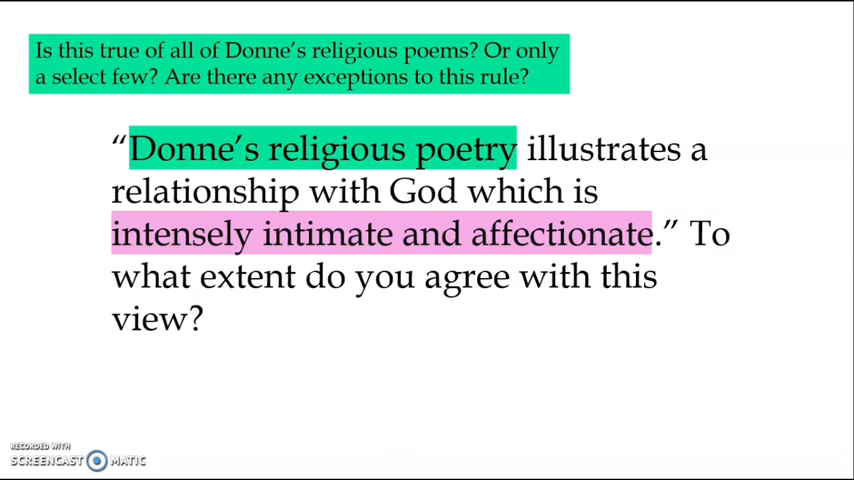 Is this true of all of Donne’s religious poems? Or only
a select few? Are there any exceptions to this rule?
“Donne’s religious poetry illustrates a
relationship with God which is
intensely intimate and affectionate.” To
what extent do you agree with this
view?
RECORDED WITH
SCREENCAST MATIC